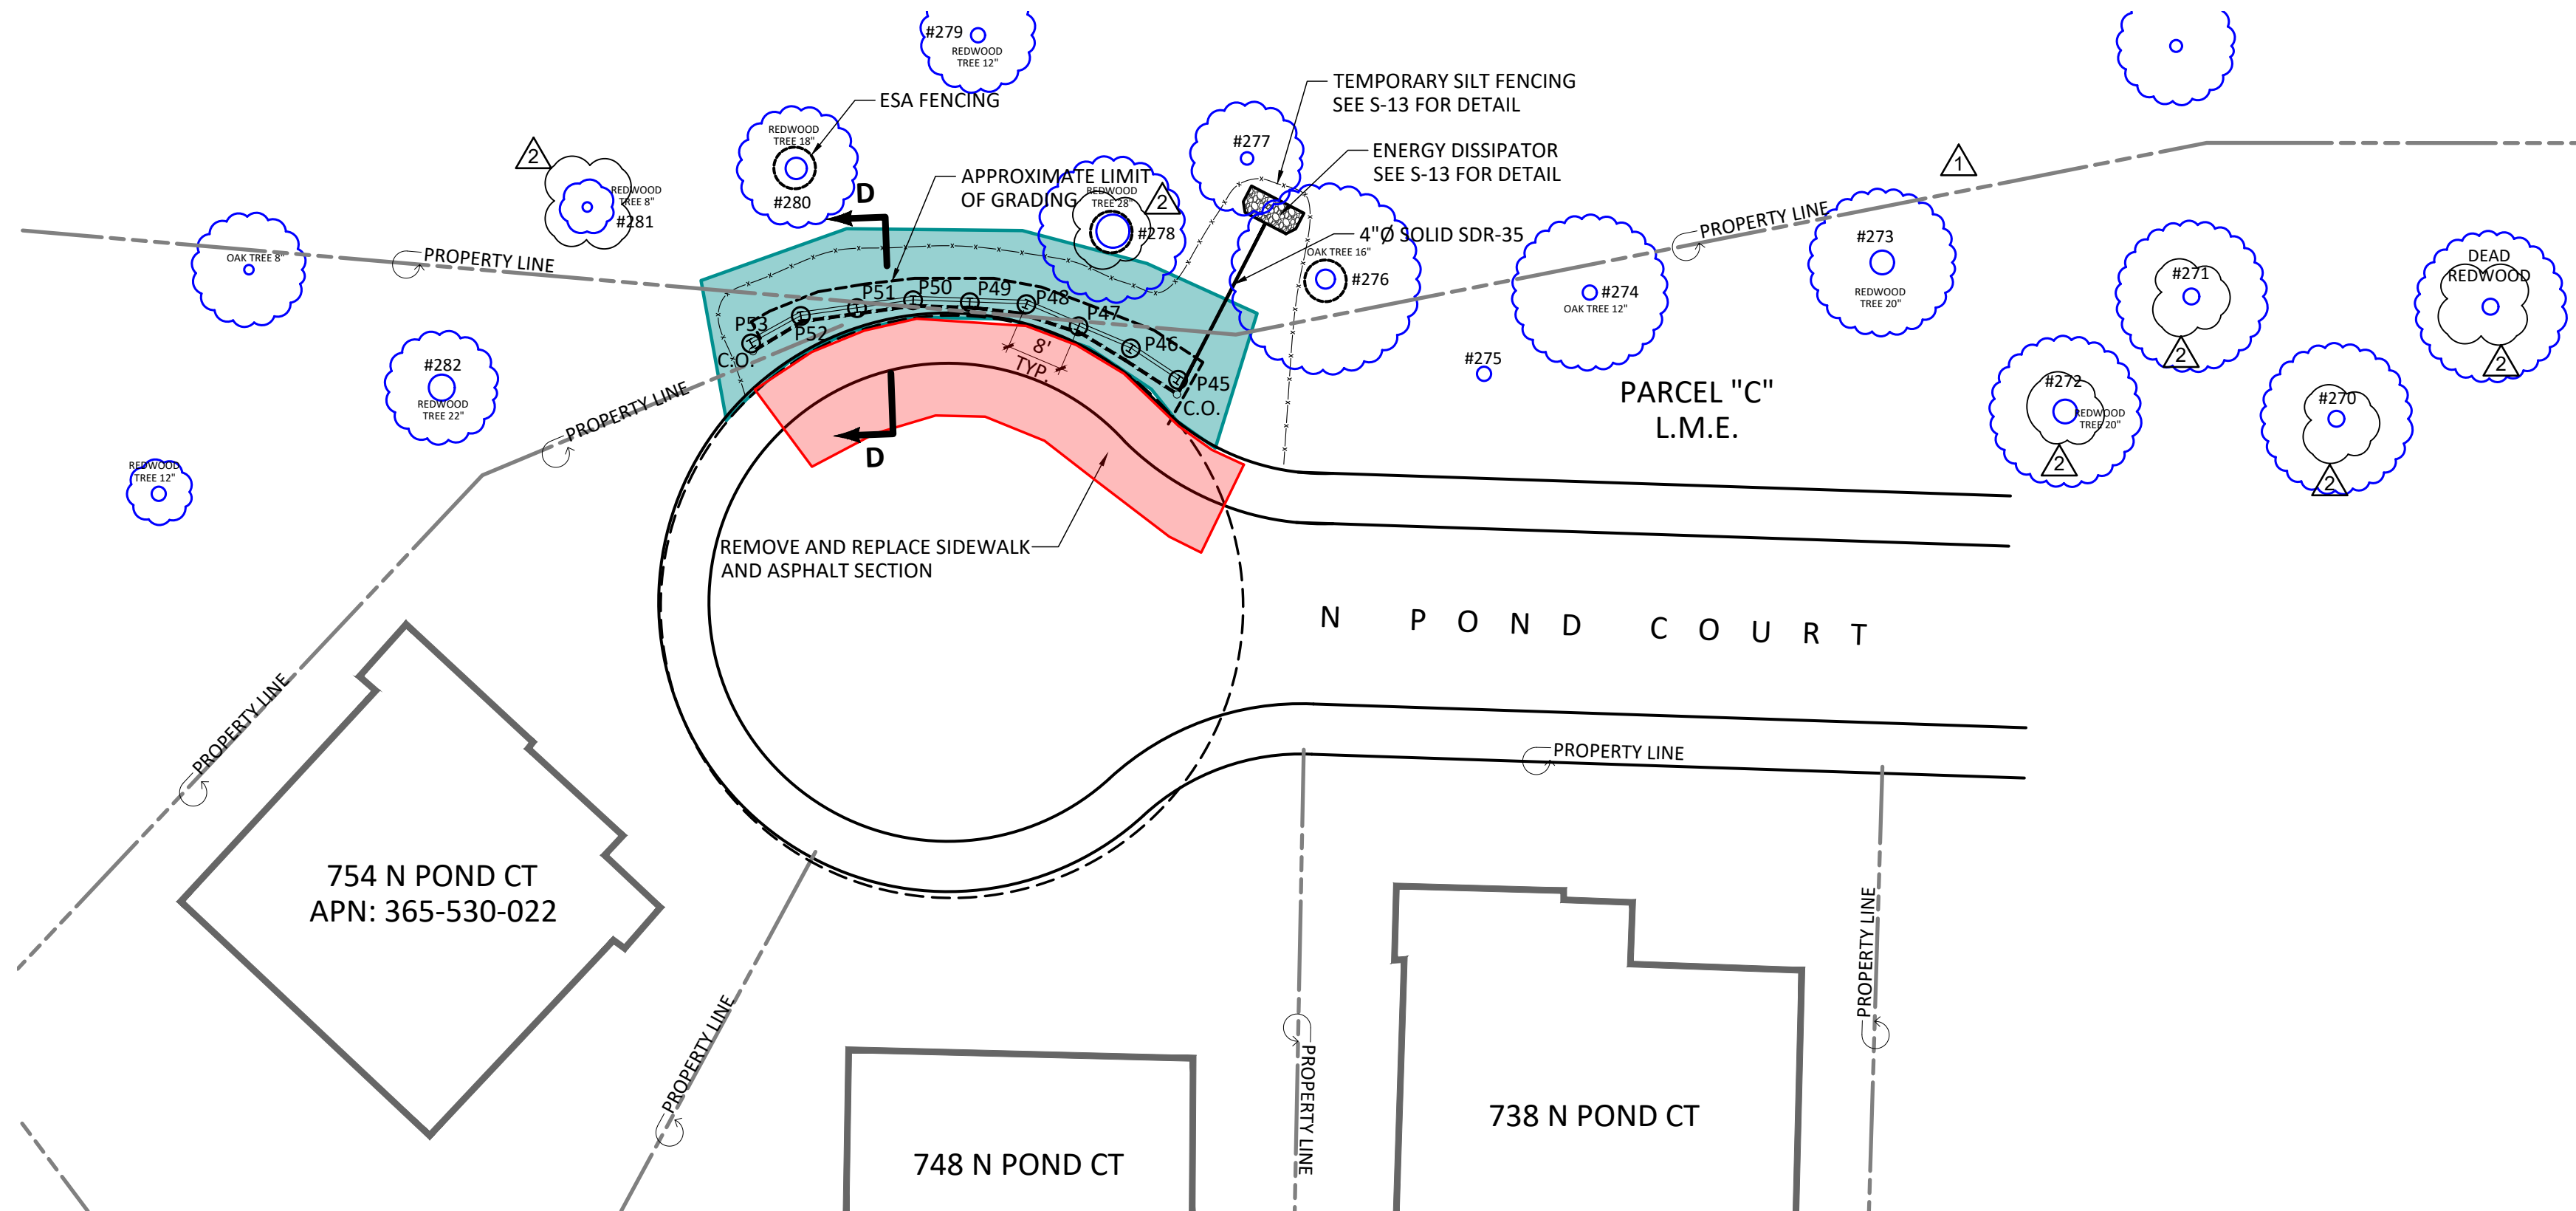 #279
REDWOOD
TREE 12"
ESA FENCING
TEMPORARY SILT FENCING
SEE S-13 FOR DETAIL
REDWOOD
TREE 18"
#280
2
REDWOOD
TREE 8"
#281
D
APPROXIMATE LIMIT
OF GRADING
REDWOOD
TREE 28"
2
#278
#277
ENERGY DISSIPATOR
SEE S-13 FOR DETAIL
4"Ø SOLID SDR-35
OAK TREE 16"
#276
1
PROPERTY LINE
#273
REDWOOD
TREE 20"
#274
OAK TREE 12"
#271
2
DEAD
REDWOOD
2
OAK TREE 8"
PROPERTY LINE
P53
P52
P51
P50
P49
P48
P47
P46
P45
C.O.
C.O.
8'
TYP.
#275
PARCEL "C"
L.M.E.
#272
REDWOOD
TREE 20"
2
#270
2
#282
REDWOOD
TREE 22"
PROPERTY LINE
REDWOOD
TREE 12"
D
REMOVE AND REPLACE SIDEWALK
AND ASPHALT SECTION
N POND COURT
PROPERTY LINE
PROPERTY LINE
754 N POND CT
APN: 365-530-022
PROPERTY LINE
PROPERTY LINE
PROPERTY LINE
748 N POND CT
738 N POND CT